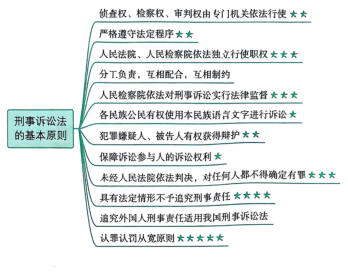 刑事诉讼法
的基本原则
侦查权、检察权、审判权由专门机关依法行使★★
严格遵守法定程序★★
人民法院、人民检察院依法独立行使职权★★★
分工负责，互相配合，互相制约
人民检察院依法对刑事诉讼实行法律监督★★★
各民族公民有权使用本民族语言文字进行诉讼★
犯罪嫌疑人、被告人有权获得辩护★★
保障诉讼参与人的诉讼权利★
未经人民法院依法判决，对任何人都不得确定有罪★★★
具有法定情形不予追究刑事责任★★★★
追究外国人刑事责任适用我国刑事诉讼法
认罪认罚从宽原则★★★★★